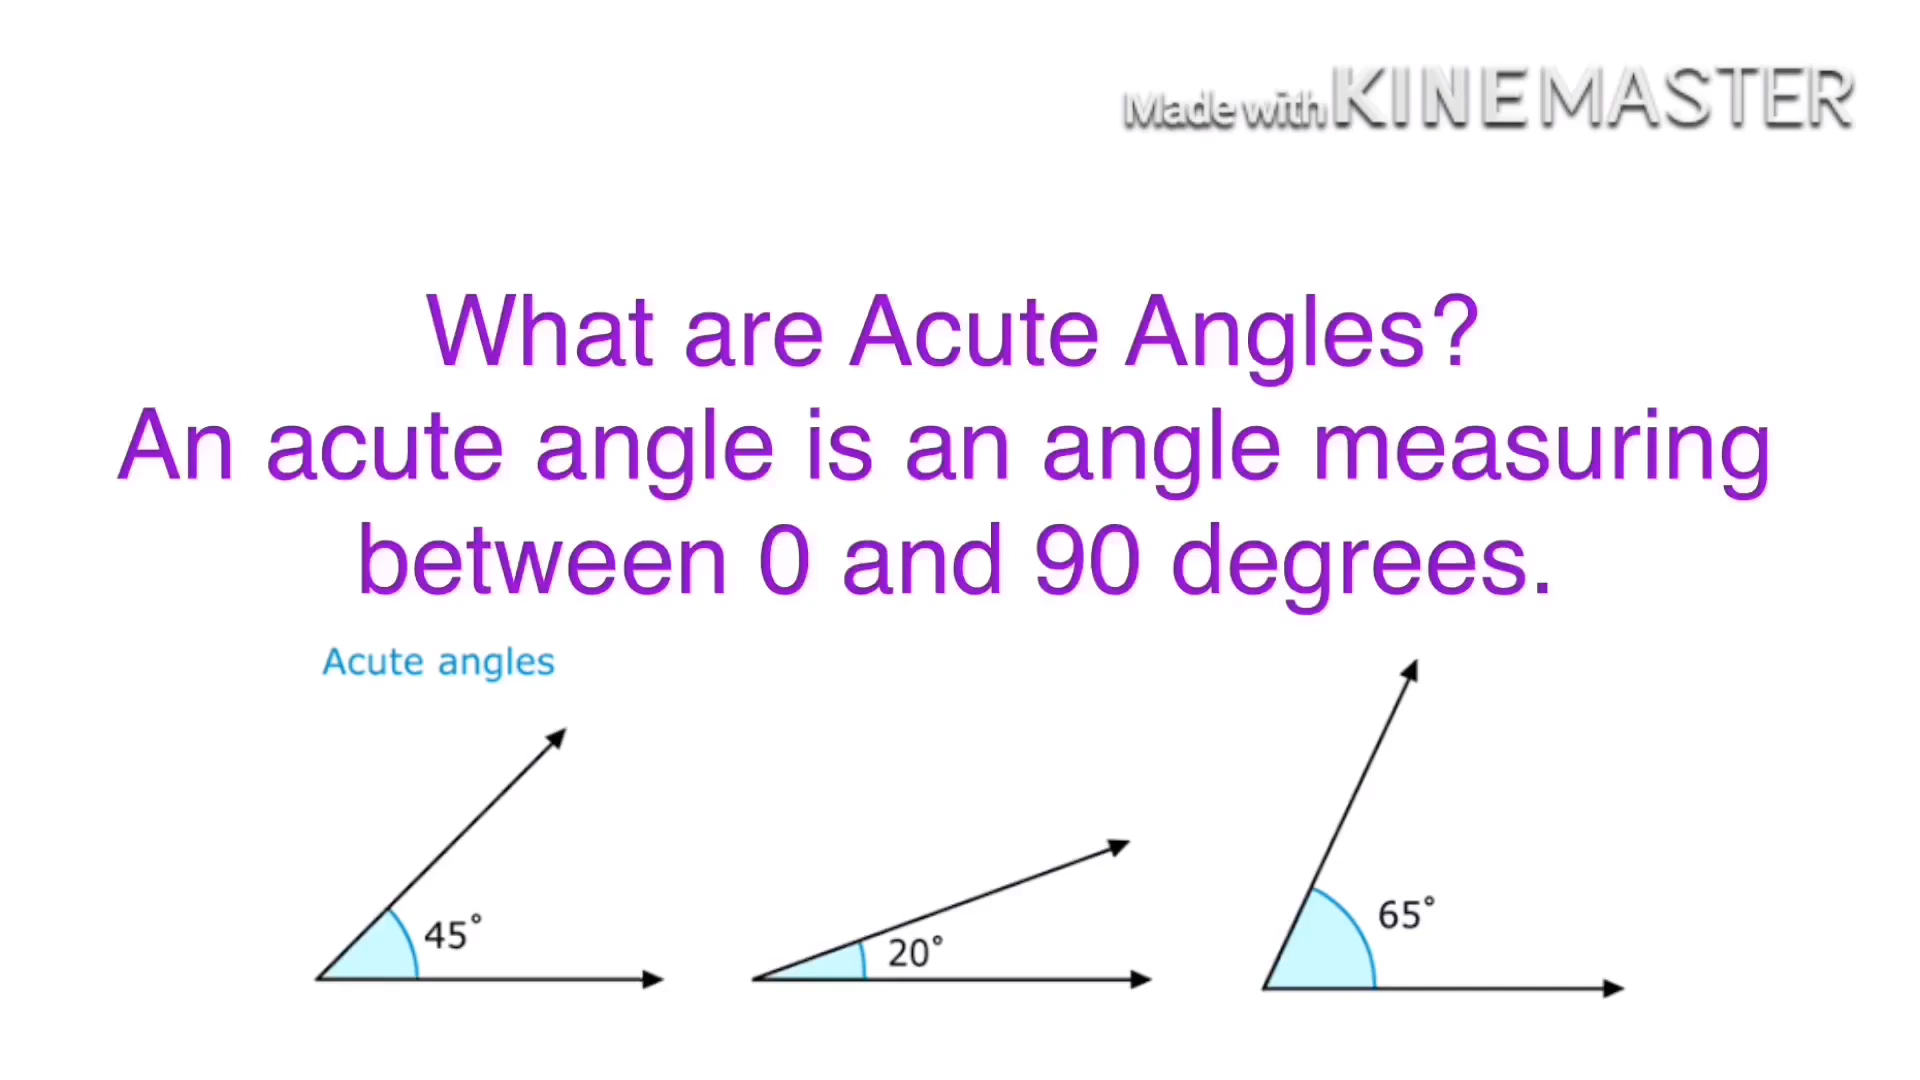 Made with KINEMASTER
What are Acute Angles?
An acute angle is an angle measuring
between 0 and 90 degrees.
Acute angles
45°
20°
65°